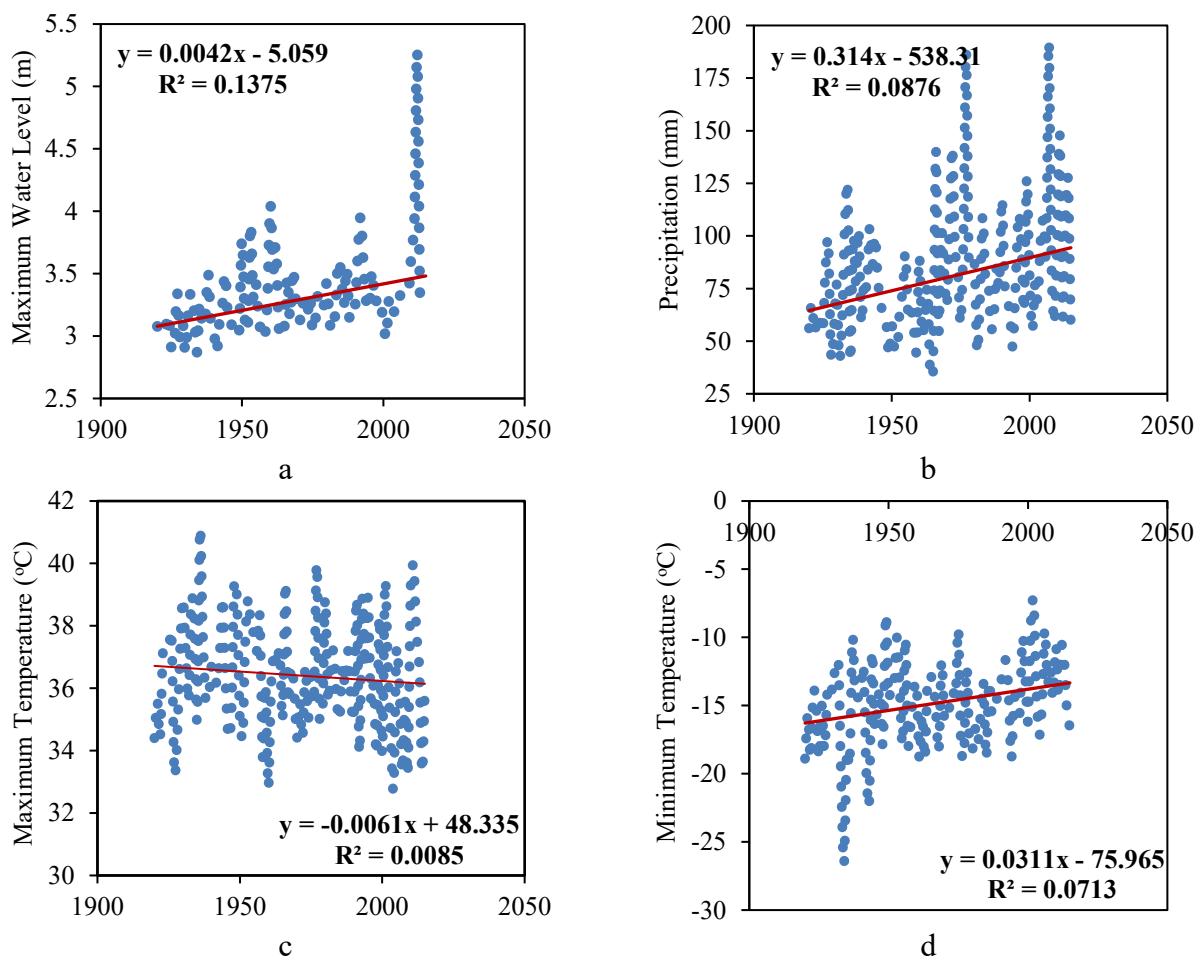 5.5
5
4.5
4
3.5
3
2.5
Maximum Water Level (m)
y = 0.0042x - 5.059
R² = 0.1375
1900 1950 2000 2050
a
200
175
150
125
100
75
50
25
Precipitation (mm)
y = 0.314x - 538.31
R² = 0.0876
1900 1950 2000 2050
b
42
40
38
36
34
32
30
Maximum Temperature (°C)
y = -0.0061x + 48.335
R² = 0.0085
1900 1950 2000 2050
c
0
-5
-10
-15
-20
-25
-30
Minimum Temperature (°C)
1900 1950 2000 2050
y = 0.0311x - 75.965
R² = 0.0713
d